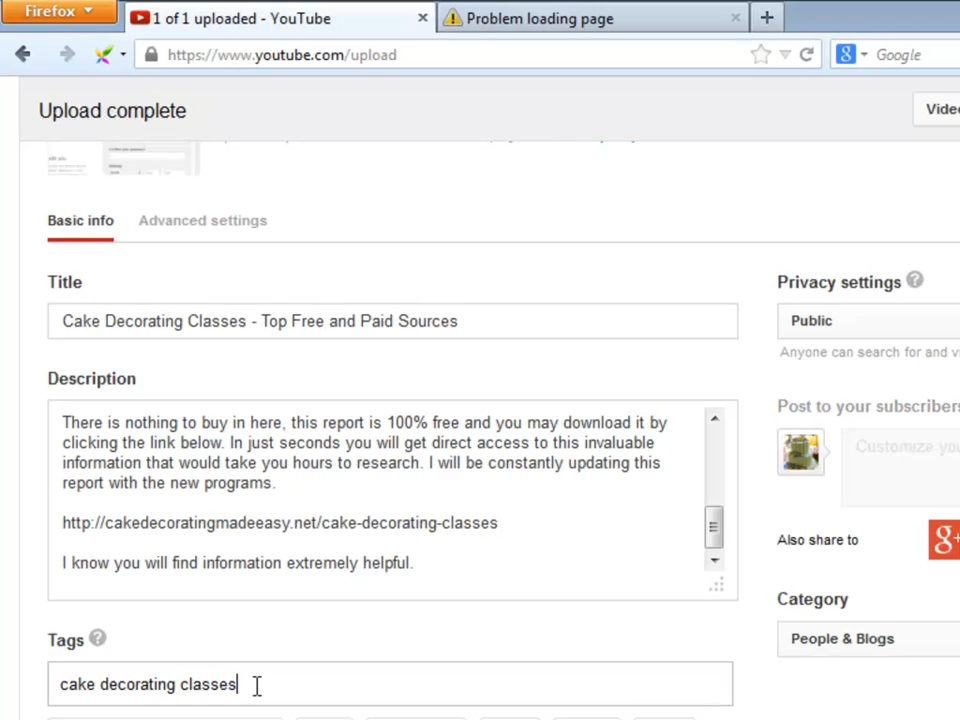 Firefox
1 of 1 uploaded - YouTube
Problem loading page
https://www.youtube.com/upload
Google
Upload complete
Basic info
Advanced settings
Title
Privacy settings
Cake Decorating Classes - Top Free and Paid Sources
Public
Anyone can search for and
Description
Post to your subscribers
There is nothing to buy in here, this report is 100% free and you may download it by
clicking the link below. In just seconds you will get direct access to this invaluable
information that would take you hours to research. I will be constantly updating this
report with the new programs.
Customize
http://cakedecoratingmadeeasy.net/cake-decorating-classes
Also share to
I know you will find information extremely helpful.
Category
People & Blogs
Tags
cake decorating classes